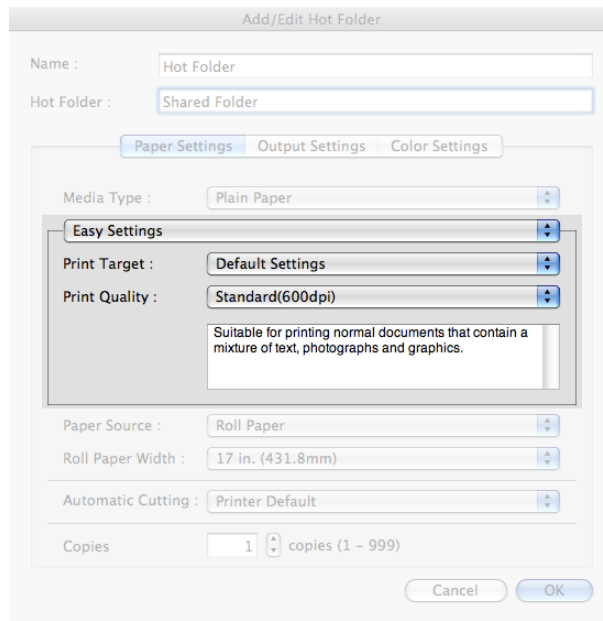 Add/Edit Hot Folder
Name : Hot Folder
Hot Folder : Shared Folder
Paper Settings Output Settings Color Settings
Media Type : Plain Paper
Easy Settings
Print Target : Default Settings
Print Quality : Standard(600dpi)
Suitable for printing normal documents that contain a
mixture of text, photographs and graphics.
Paper Source : Roll Paper
Roll Paper Width : 17 in. (431.8mm)
Automatic Cutting : Printer Default
Copies 1 copies (1 – 999)
Cancel OK